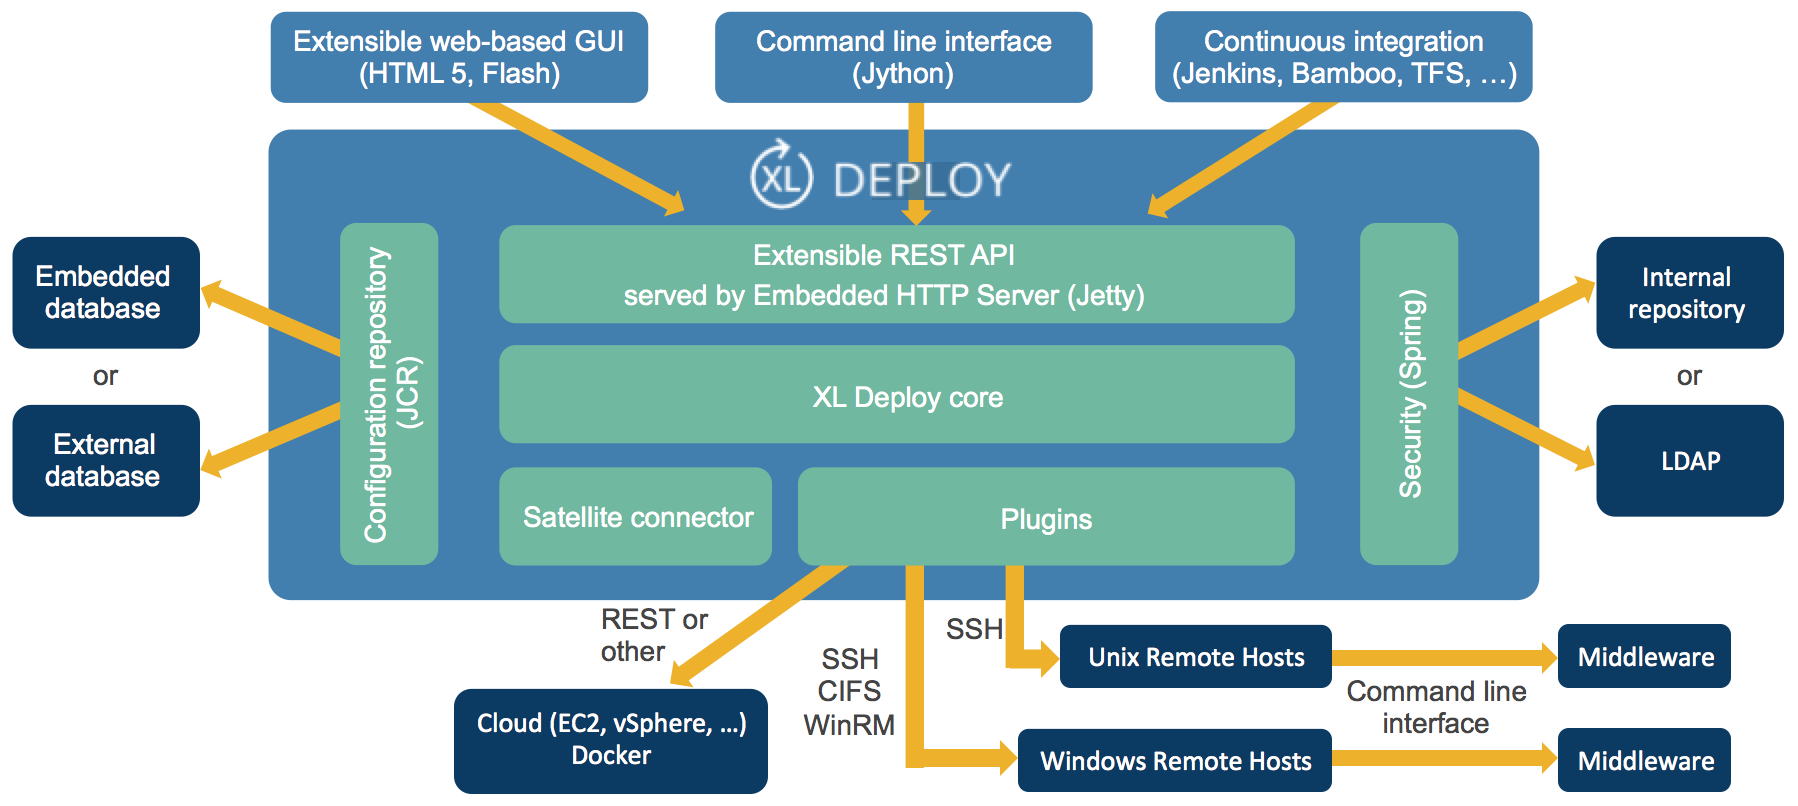 Extensible web-based GUI
(HTML 5, Flash)
Command line interface
(Jython)
Continuous integration
(Jenkins, Bamboo, TFS, ...)
XL DEPLOY
Extensible REST API
served by Embedded HTTP Server (Jetty)
XL Deploy core
Satellite connector
Plugins
Configuration repository
(JCR)
Security (Spring)
Embedded
database
or
External
database
Internal
repository
or
LDAP
REST or
other
SSH
CIFS
WinRM
SSH
Cloud (EC2, vSphere, ...)
Docker
Unix Remote Hosts
Middleware
Command line
interface
Windows Remote Hosts
Middleware